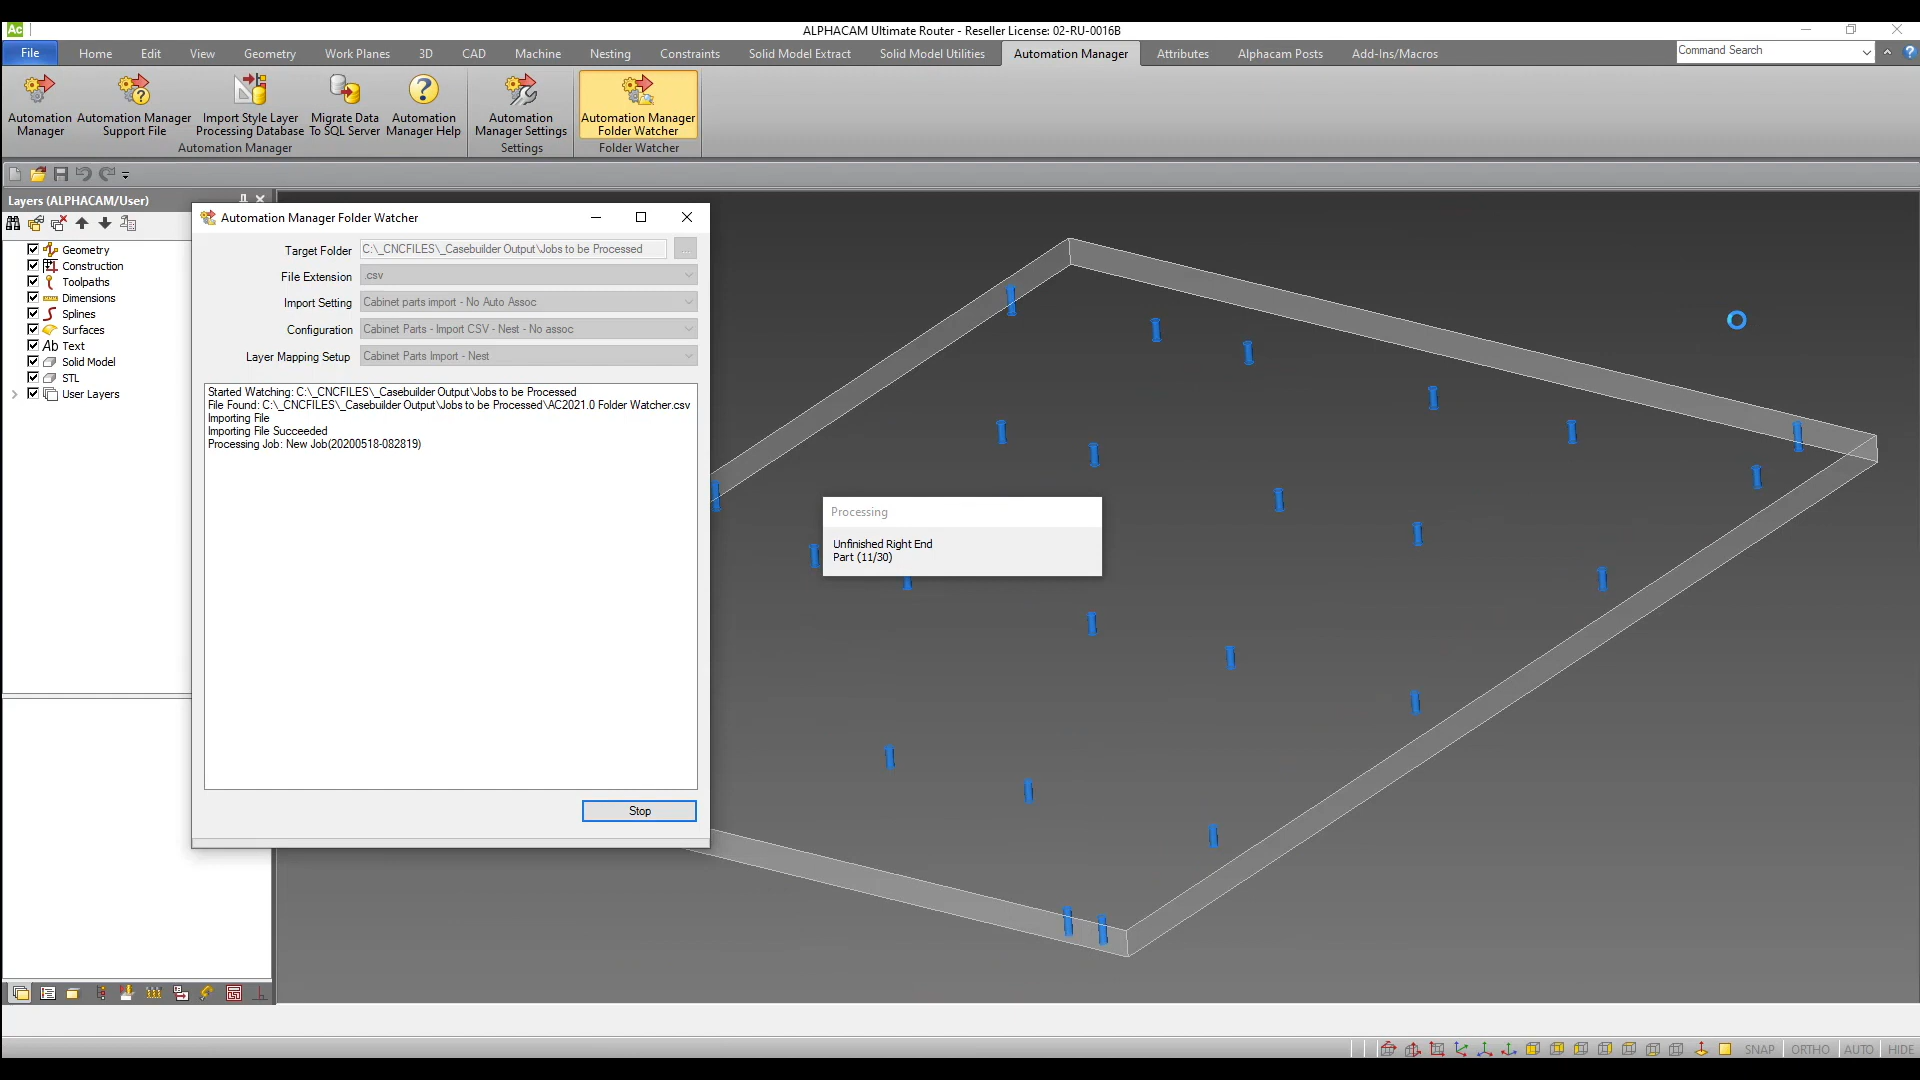 Ac
ALPHACAM Ultimate Router - Reseller License: 02-RU-0016B
File Home Edit View Geometry Work Planes 3D CAD Machine Nesting Constraints Solid Model Extract Solid Model Utilities Automation Manager Attributes Alphacam Posts Add-Ins/Macros
Command Search
Automation Manager
Automation Manager Support File
Import Style Layer Processing Database
Migrate Data To SQL Server
Automation Manager Help
Automation Manager Settings
Automation Manager Folder Watcher
Automation Manager
Settings
Folder Watcher
Layers (ALPHACAM/User)
Geometry
Construction
Toolpaths
Dimensions
Splines
Surfaces
Ab Text
Solid Model
STL
User Layers
Automation Manager Folder Watcher
Target Folder C:\_CNCFILES\_Casebuilder Output\Jobs to be Processed ...
File Extension .csv
Import Setting Cabinet parts import - No Auto Assoc
Configuration Cabinet Parts - Import CSV - Nest - No assoc
Layer Mapping Setup Cabinet Parts Import - Nest
Started Watching: C:\_CNCFILES\_Casebuilder Output\Jobs to be Processed
File Found: C:\_CNCFILES\_Casebuilder Output\Jobs to be Processed\AC2021.0 Folder Watcher.csv
Importing File
Importing File Succeeded
Processing Job: New Job(20200518-082819)
Stop
Processing
Unfinished Right End
Part (11/30)
SNAP ORTHO AUTO HIDE